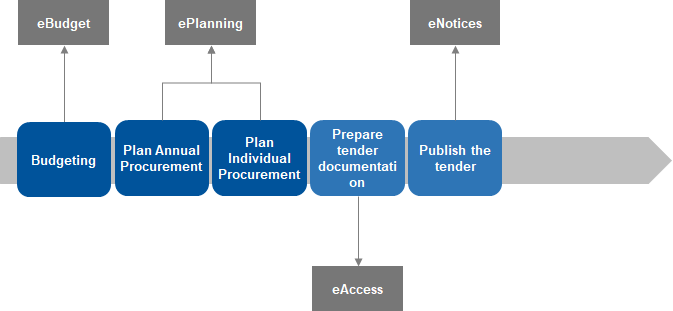 eBudget
ePlanning
eNotices
Budgeting
Plan Annual
Procurement
Plan
Individual
Procurement
Prepare
tender
documentati
on
Publish the
tender
eAccess